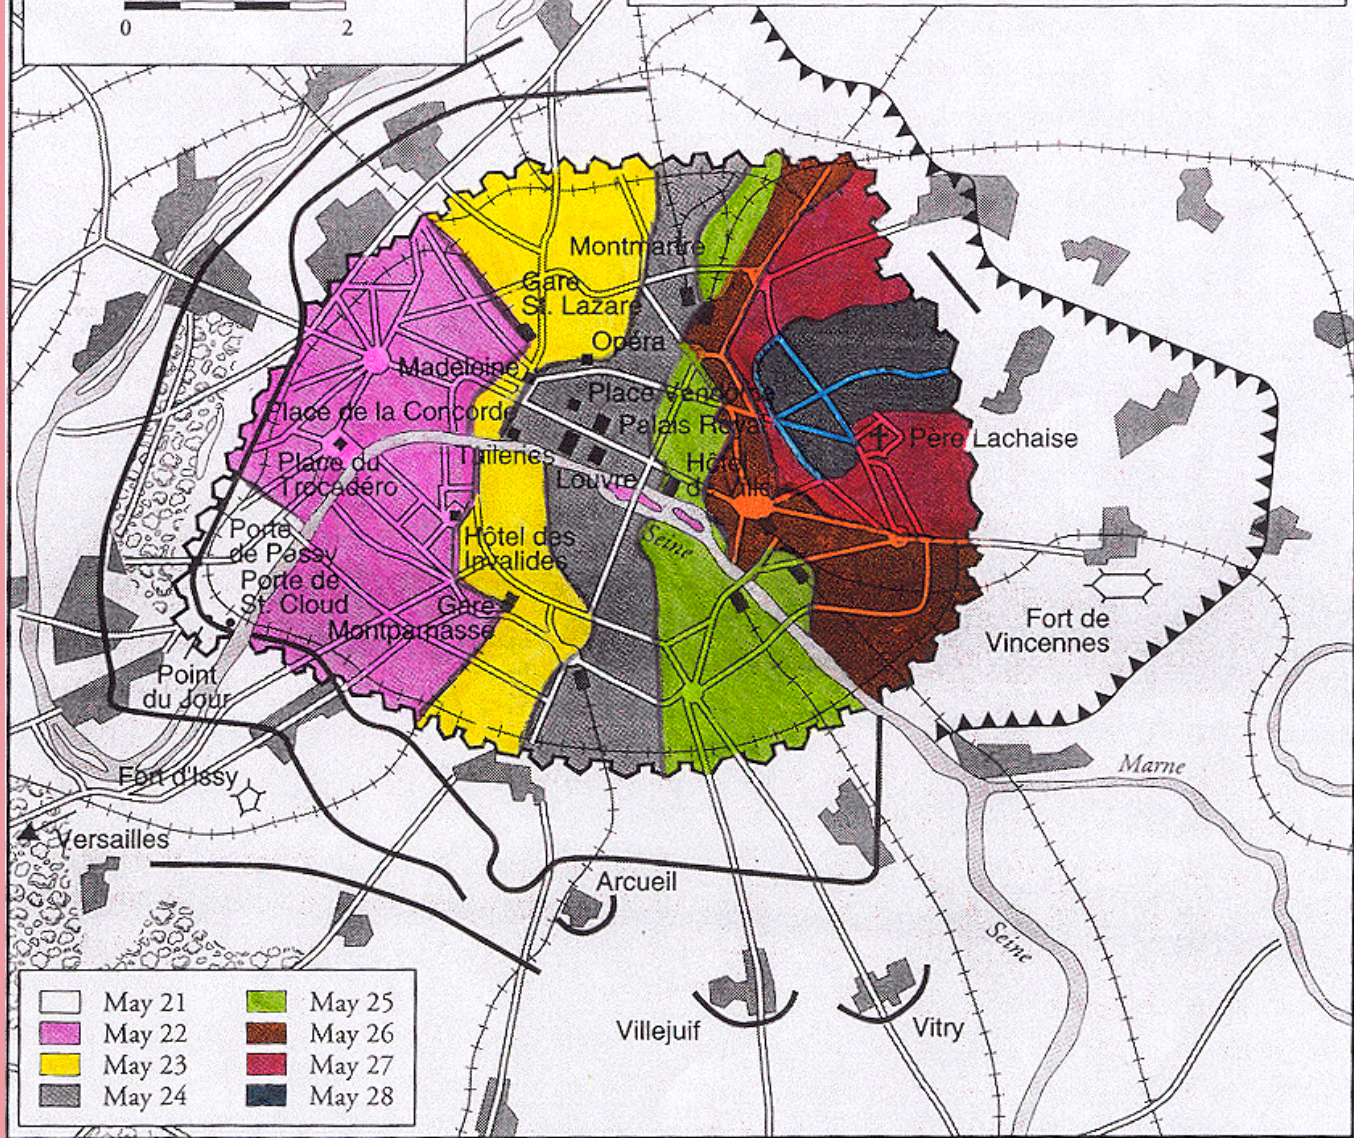 0 2
Montmartre
Gare
St. Lazare
Opéra
Madeleine
Place Vendôme
Place de la Concorde
Palais Royal
Père Lachaise
Tuileries
Place du
Trocadéro
Hôtel
de Ville
Louvre
Porte
de Passy
Hôtel des
Invalides
Seine
Porte de
St. Cloud
Gare
Montparnasse
Fort de
Vincennes
Point
du Jour
Fort d'Issy
Marne
Versailles
Arcueil
Seine
Villejuif
Vitry
May 21
May 22
May 23
May 24
May 25
May 26
May 27
May 28